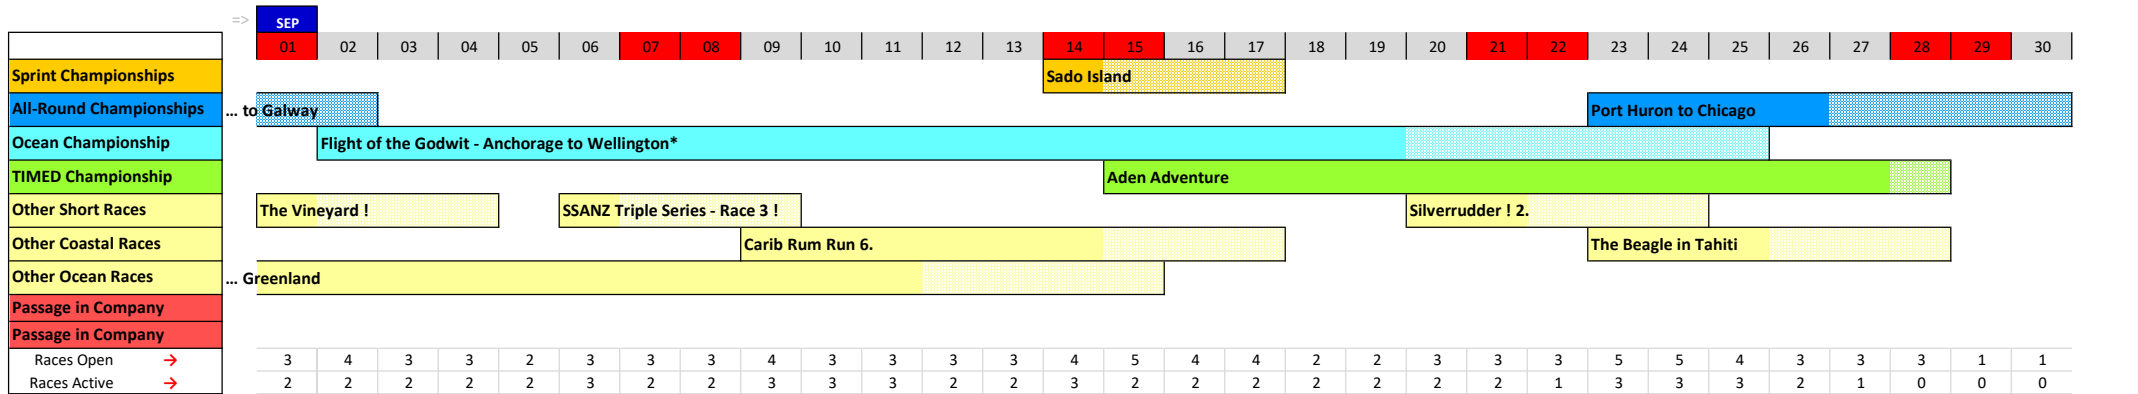 => SEP
01 02 03 04 05 06 07 08 09 10 11 12 13 14 15 16 17 18 19 20 21 22 23 24 25 26 27 28 29 30
Sprint Championships Sado Island
All-Round Championships ... to Galway Port Huron to Chicago
Ocean Championship Flight of the Godwit - Anchorage to Wellington*
TIMED Championship Aden Adventure
Other Short Races The Vineyard ! SSANZ Triple Series - Race 3 ! Silverrudder ! 2.
Other Coastal Races Carib Rum Run 6. The Beagle in Tahiti
Other Ocean Races ... Greenland
Passage in Company
Passage in Company
Races Open → 3 4 3 3 2 3 3 3 4 3 3 3 3 4 5 4 4 2 2 3 3 3 5 5 4 3 3 3 1 1
Races Active → 2 2 2 2 2 3 2 2 3 3 3 2 2 3 2 2 2 2 2 2 2 1 3 3 3 2 1 0 0 0